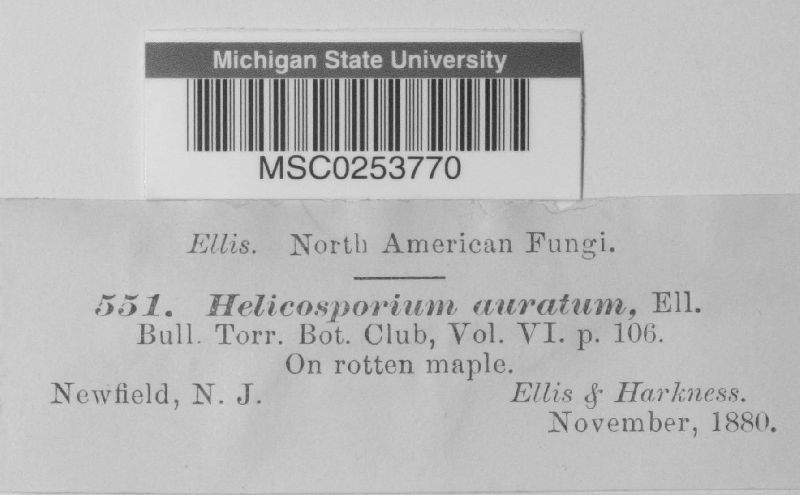 Michigan State University
MSC0253770
Ellis. North American Fungi.
551. Helicosporium auratum, Ell.
Bull. Torr. Bot. Club, Vol. VI. p. 106.
On rotten maple.
Newfield, N. J. Ellis & Harkness.
November, 1880.